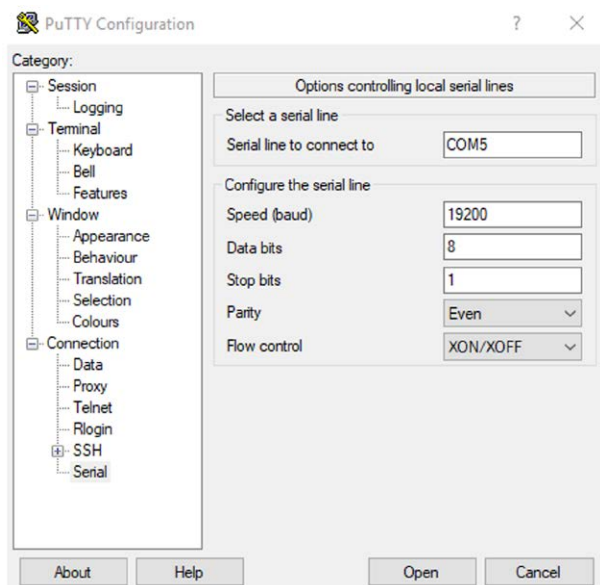 PuTTY Configuration
?
Category:
Session
Logging
Terminal
Keyboard
Bell
Features
Window
Appearance
Behaviour
Translation
Selection
Colours
Connection
Data
Proxy
Telnet
Rlogin
SSH
Serial
Options controlling local serial lines
Select a serial line
Serial line to connect to COM5
Configure the serial line
Speed (baud) 19200
Data bits 8
Stop bits 1
Parity Even
Flow control XON/XOFF
About Help Open Cancel